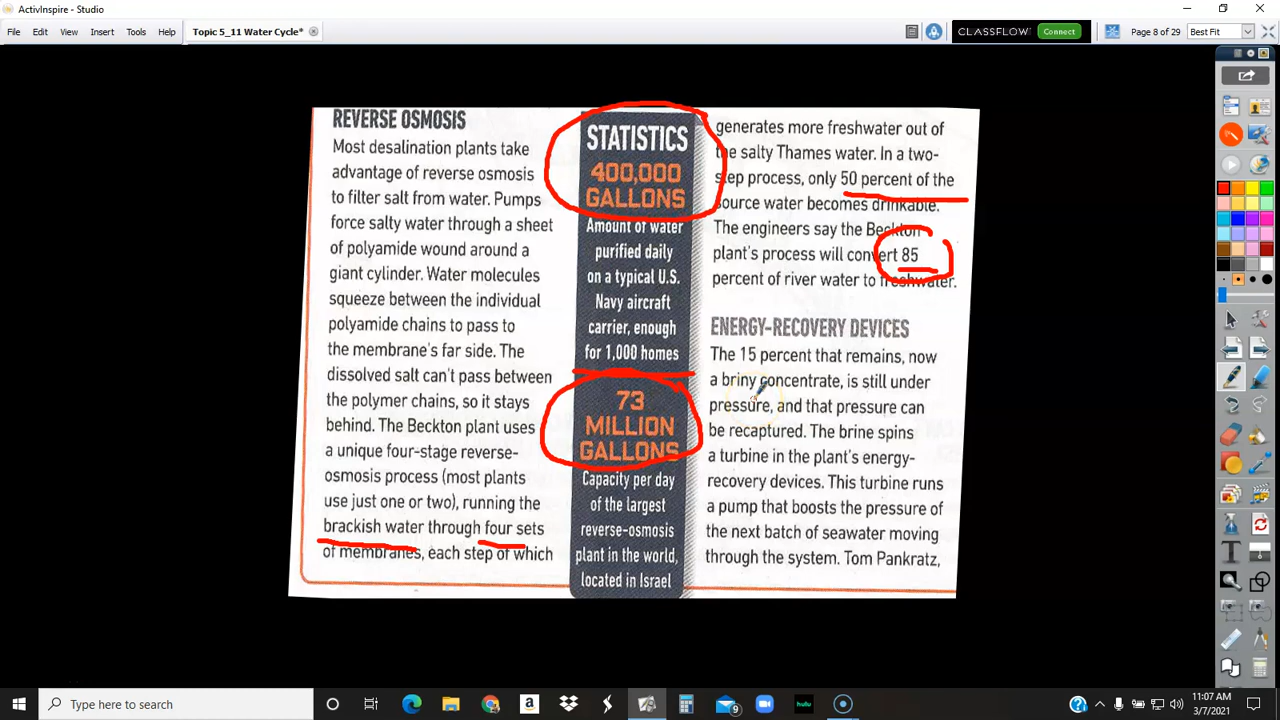 ActivInspire - Studio
File Edit View Insert Tools Help
Topic 5_11 Water Cycle*
CLASSFLOW Connect
Page 8 of 29
Best Fit
REVERSE OSMOSIS
Most desalination plants take
advantage of reverse osmosis
to filter salt from water. Pumps
force salty water through a sheet
of polyamide wound around a
giant cylinder. Water molecules
squeeze between the individual
polyamide chains to pass to
the membrane's far side. The
dissolved salt can't pass between
the polymer chains, so it stays
behind. The Beckton plant uses
a unique four-stage reverse-
osmosis process (most plants
use just one or two), running the
brackish water through four sets
of membranes, each step of which
STATISTICS
400,000
GALLONS
Amount of water
purified daily
on a typical U.S.
Navy aircraft
carrier, enough
for 1,000 homes
73
MILLION
GALLONS
Capacity per day
of the largest
reverse-osmosis
plant in the world,
located in Israel
generates more freshwater out of
the salty Thames water. In a two-
step process, only 50 percent of the
source water becomes drinkable.
The engineers say the Beckton
plant's process will convert 85
percent of river water to freshwater.
ENERGY-RECOVERY DEVICES
The 15 percent that remains, now
a briny concentrate, is still under
pressure, and that pressure can
be recaptured. The brine spins
a turbine in the plant's energy-
recovery devices. This turbine runs
a pump that boosts the pressure of
the next batch of seawater moving
through the system. Tom Pankratz,
Type here to search
hulu
9
11:07 AM
3/7/2021